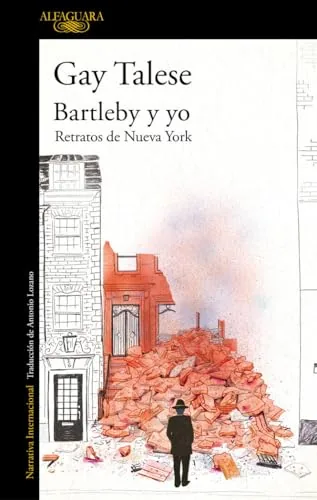 ALFAGUARA
Gay Talese
Bartleby y yo
Retratos de Nueva York
Narrativa Internacional
Traducción de Antonio Lozano